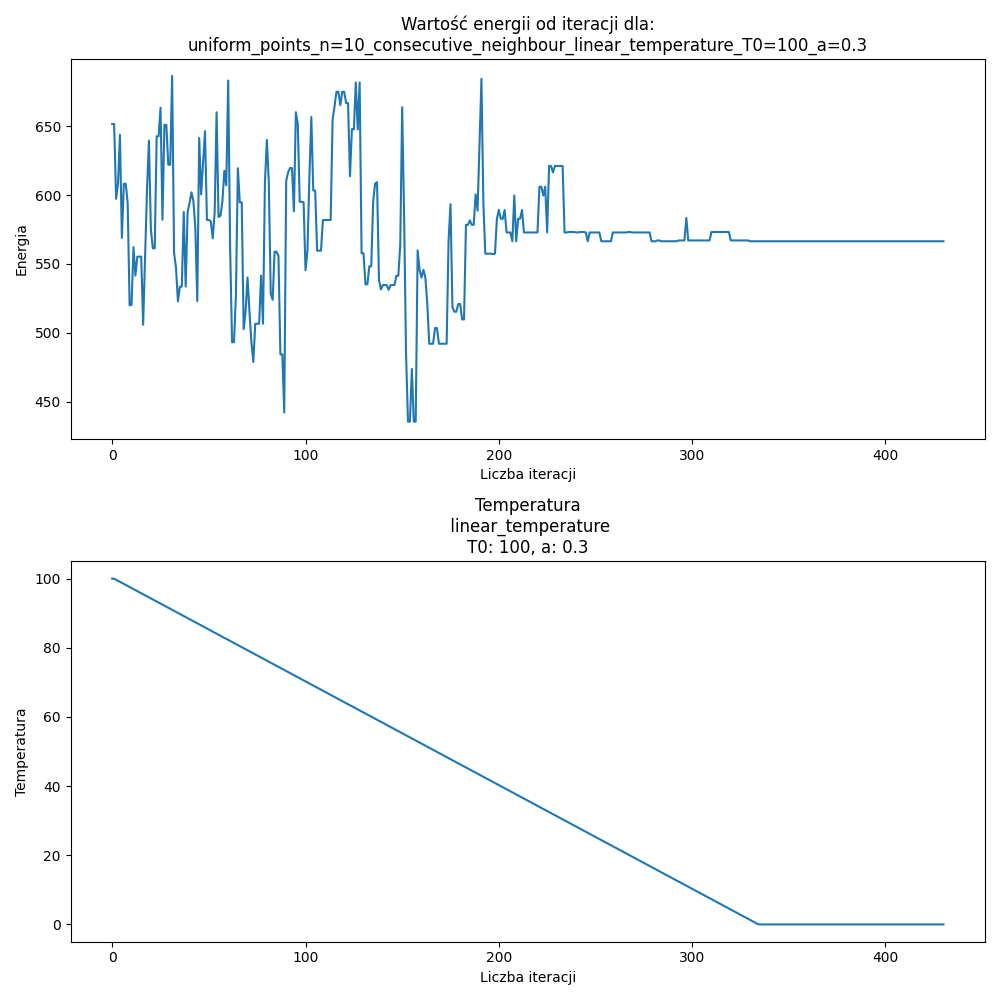 Wartość energii od iteracji dla:
uniform_points_n=10_consecutive_neighbour_linear_temperature_T0=100_a=0.3
650
600
550
500
450
Energia
0 100 200 300 400
Liczba iteracji
Temperatura
linear_temperature
T0: 100, a: 0.3
100
80
60
40
20
0
Temperatura
0 100 200 300 400
Liczba iteracji